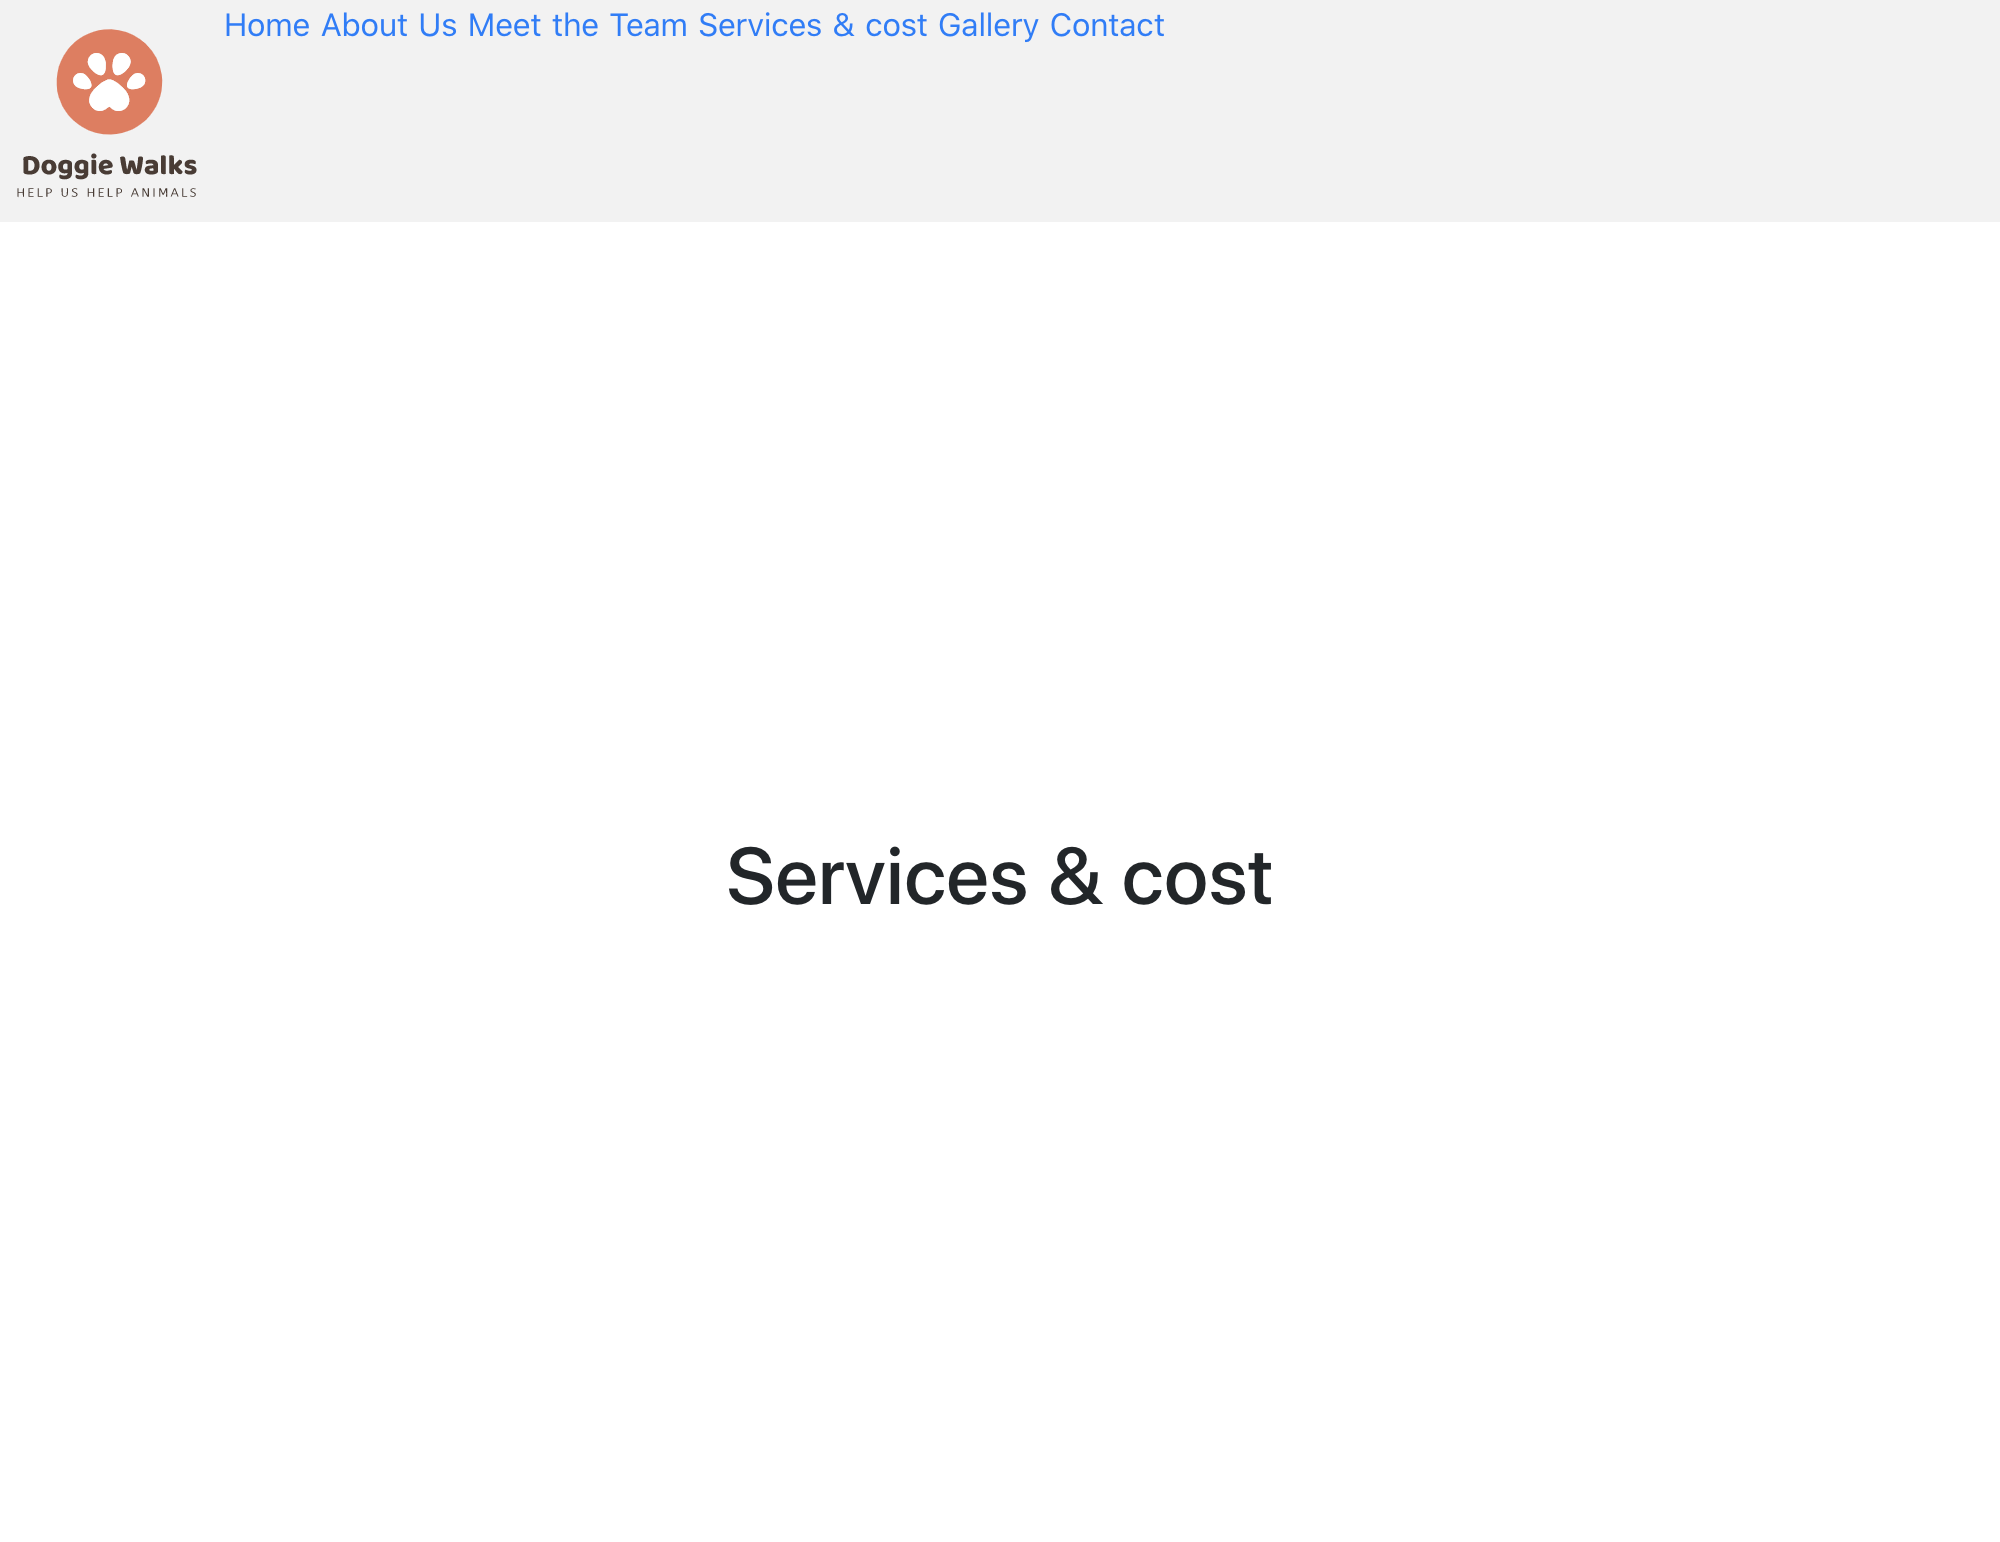 Home About Us Meet the Team Services & cost Gallery Contact
Doggie Walks
HELP US HELP ANIMALS
Services & cost